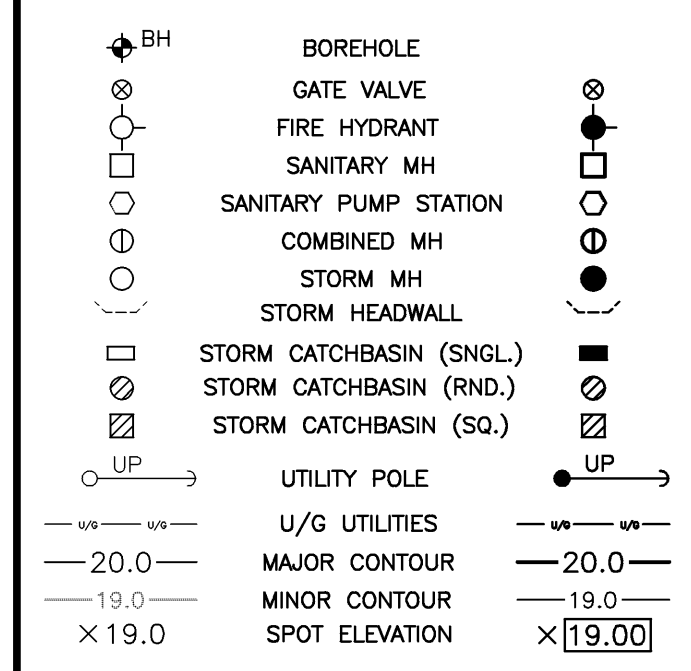 BH BOREHOLE
GATE VALVE
FIRE HYDRANT
SANITARY MH
SANITARY PUMP STATION
COMBINED MH
STORM MH
STORM HEADWALL
STORM CATCHBASIN (SNGL.)
STORM CATCHBASIN (RND.)
STORM CATCHBASIN (SQ.)
UP UTILITY POLE UP
U/G U/G U/G UTILITIES U/G U/G
20.0 MAJOR CONTOUR 20.0
19.0 MINOR CONTOUR 19.0
×19.0 SPOT ELEVATION ×19.00